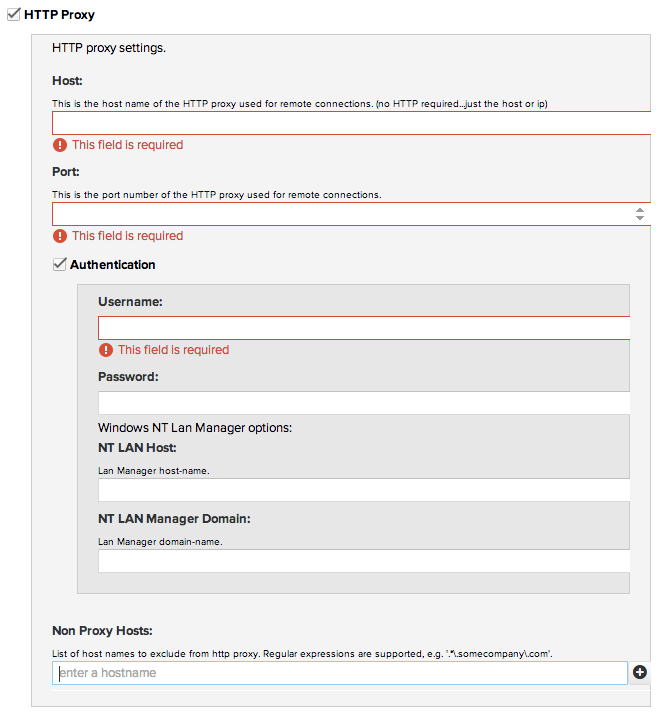 HTTP Proxy
HTTP proxy settings.
Host:
This is the host name of the HTTP proxy used for remote connections. (no HTTP required...just the host or ip)
This field is required
Port:
This is the port number of the HTTP proxy used for remote connections.
This field is required
Authentication
Username:
This field is required
Password:
Windows NT Lan Manager options:
NT LAN Host:
Lan Manager host-name.
NT LAN Manager Domain:
Lan Manager domain-name.
Non Proxy Hosts:
List of host names to exclude from http proxy. Regular expressions are supported, e.g. '.*\.somecompany\.com'.
enter a hostname